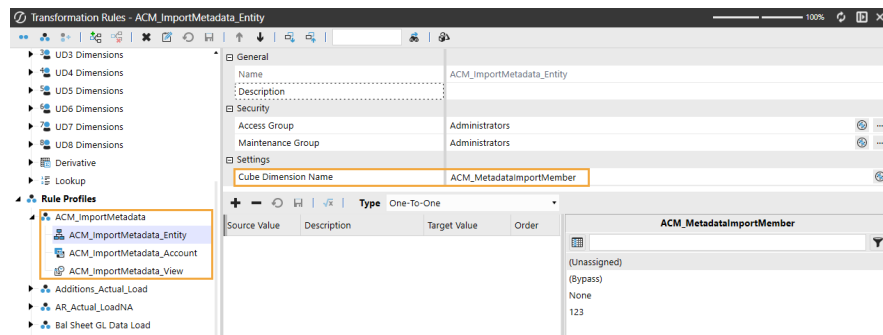 Transformation Rules - ACM_ImportMetadata_Entity
100%
UD3 Dimensions
UD4 Dimensions
UD5 Dimensions
UD6 Dimensions
UD7 Dimensions
UD8 Dimensions
Derivative
Lookup
Rule Profiles
ACM_ImportMetadata
ACM_ImportMetadata_Entity
ACM_ImportMetadata_Account
ACM_ImportMetadata_View
Additions_Actual_Load
AR_Actual_LoadNA
Bal Sheet GL Data Load
General
Name ACM_ImportMetadata_Entity
Description
Security
Access Group Administrators
Maintenance Group Administrators
Settings
Cube Dimension Name ACM_MetadataImportMember
Type One-To-One
Source Value Description Target Value Order
ACM_MetadataImportMember
(Unassigned)
(Bypass)
None
123